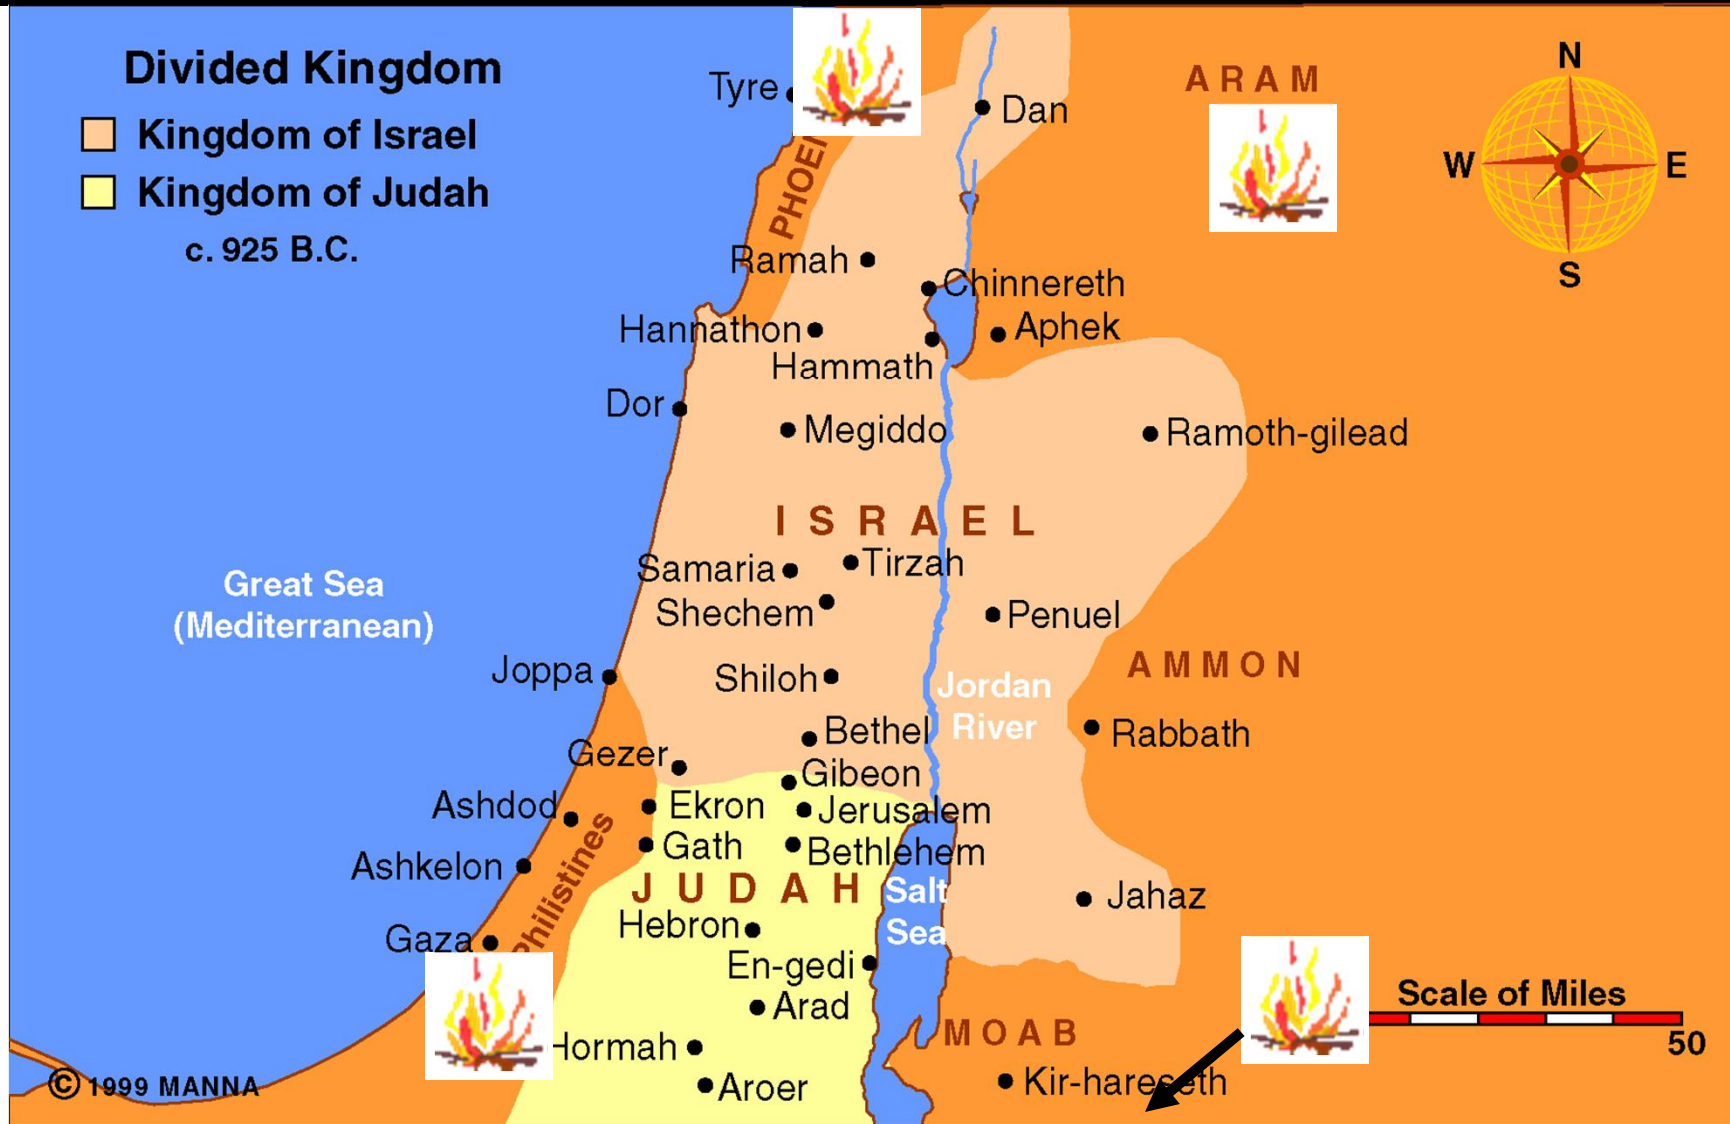 Divided Kingdom
Kingdom of Israel
Kingdom of Judah
c. 925 B.C.
Tyre
Dan
ARAM
N
W
E
S
PHOEN
Ramah
Chinnereth
Hannathon
Aphek
Hammath
Dor
Megiddo
Ramoth-gilead
ISRAEL
Samaria
Tirzah
Shechem
Penuel
Great Sea
(Mediterranean)
Joppa
Shiloh
AMMON
Jordan
River
Bethel
Rabbath
Gezer
Gibeon
Ashdod
Ekron
Jerusalem
Gath
Bethlehem
Ashkelon
Philistines
JUDAH
Salt
Sea
Jahaz
Hebron
Gaza
En-gedi
Arad
Scale of Miles
50
MOAB
Hormah
Kir-hareseth
Aroer
© 1999 MANNA